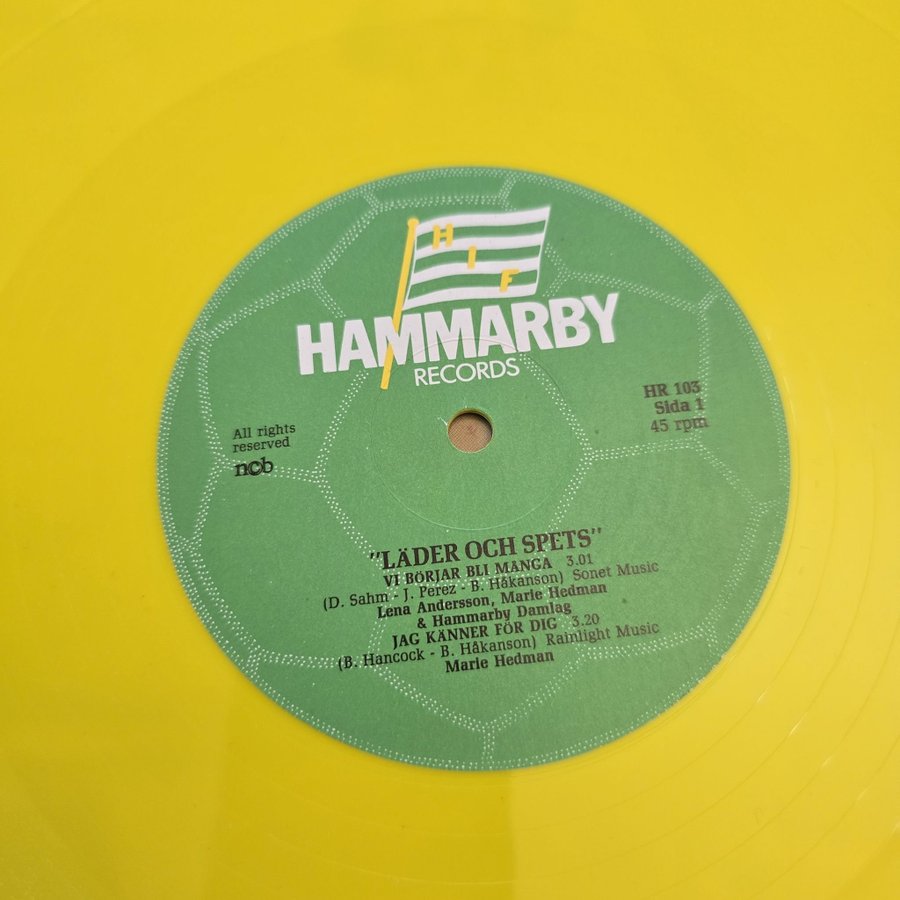 H I F
HAMMARBY
RECORDS
HR 103
Sida 1
45 rpm
All rights
reserved
ncb
"LÄDER OCH SPETS"
VI BÖRJAR BLI MÅNGA 3.01
(D. Sahm - J. Perez - B. Håkanson) Sonet Music
Lena Andersson, Marie Hedman
& Hammarby Damlag
JAG KÄNNER FÖR DIG 3.20
(B. Hancock - B. Håkanson) Rainlight Music
Marie Hedman